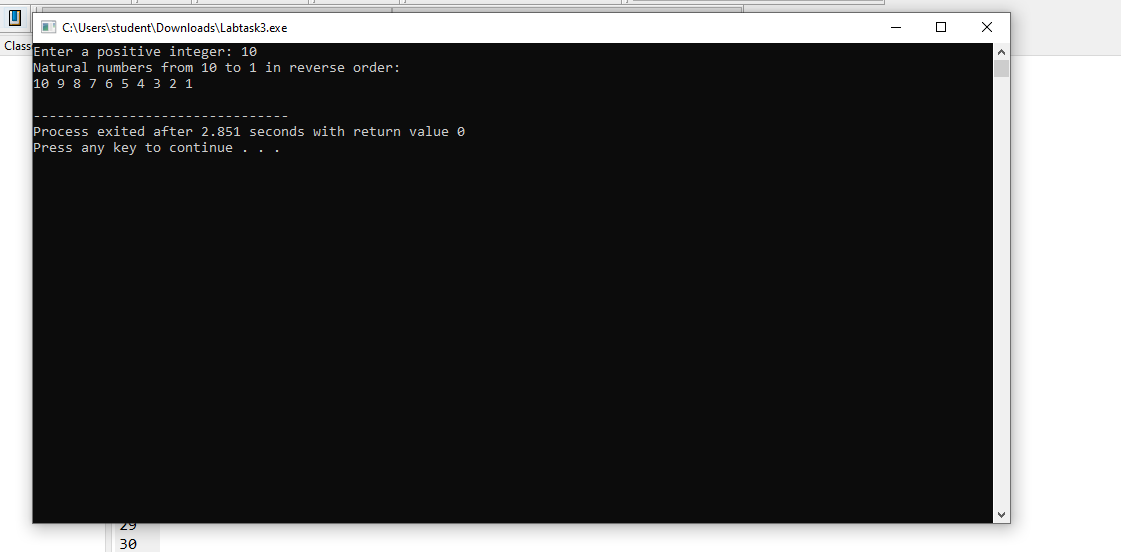 C:\Users\student\Downloads\Labtask3.exe
Class
Enter a positive integer: 10
Natural numbers from 10 to 1 in reverse order:
10 9 8 7 6 5 4 3 2 1
--------------------------------
Process exited after 2.851 seconds with return value 0
Press any key to continue . . .
29
30